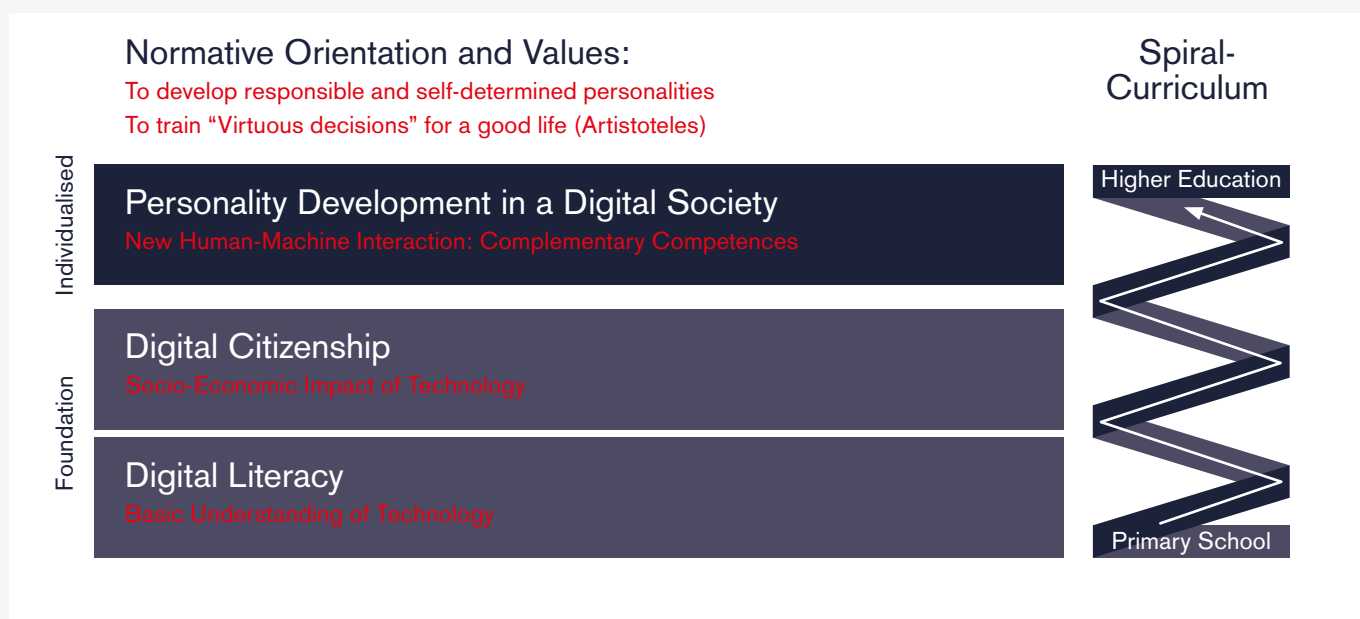 Normative Orientation and Values:
To develop responsible and self-determined personalities
To train “Virtuous decisions” for a good life (Artistoteles)
Spiral-
Curriculum
Individualised
Personality Development in a Digital Society
New Human-Machine Interaction: Complementary Competences
Higher Education
Foundation
Digital Citizenship
Socio-Economic Impact of Technology
Digital Literacy
Basic Understanding of Technology
Primary School